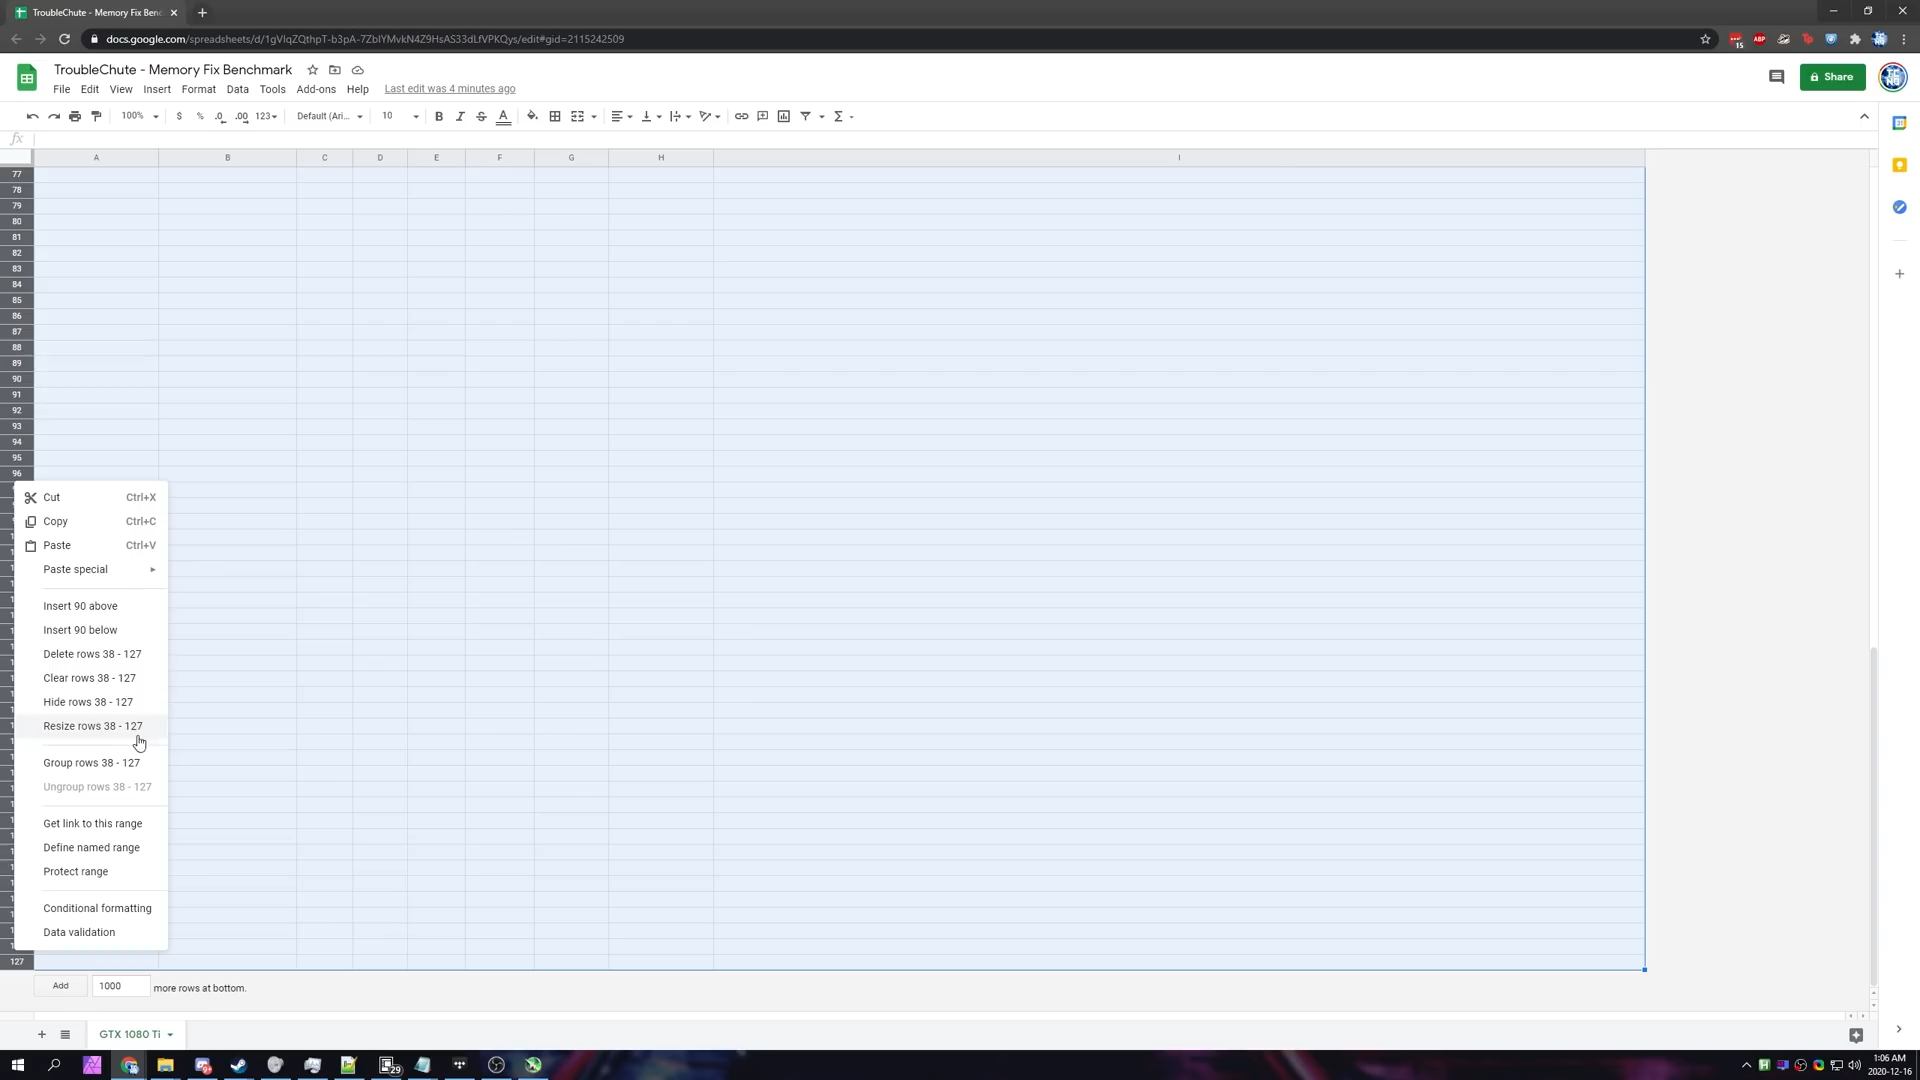 TroubleChute - Memory Fix Benc
docs.google.com/spreadsheets/d/1gVlqZQthpT-b3pA-7ZbIYMvkN4Z9HsAS33dLfVPKQys/edit#gid=2115242509
15
ABP
TroubleChute - Memory Fix Benchmark
Share
File Edit View Insert Format Data Tools Add-ons Help Last edit was 4 minutes ago
100% $ % .0 .00 123 Default (Ari... 10 B I S A Σ
fx
A B C D E F G H I
77
78
79
80
81
82
83
84
85
86
87
88
89
90
91
92
93
94
95
96
Cut Ctrl+X
Copy Ctrl+C
Paste Ctrl+V
Paste special
Insert 90 above
Insert 90 below
Delete rows 38 - 127
Clear rows 38 - 127
Hide rows 38 - 127
Resize rows 38 - 127
Group rows 38 - 127
Ungroup rows 38 - 127
Get link to this range
Define named range
Protect range
Conditional formatting
Data validation
127
Add 1000 more rows at bottom.
GTX 1080 Ti
29
1:06 AM
2020-12-16